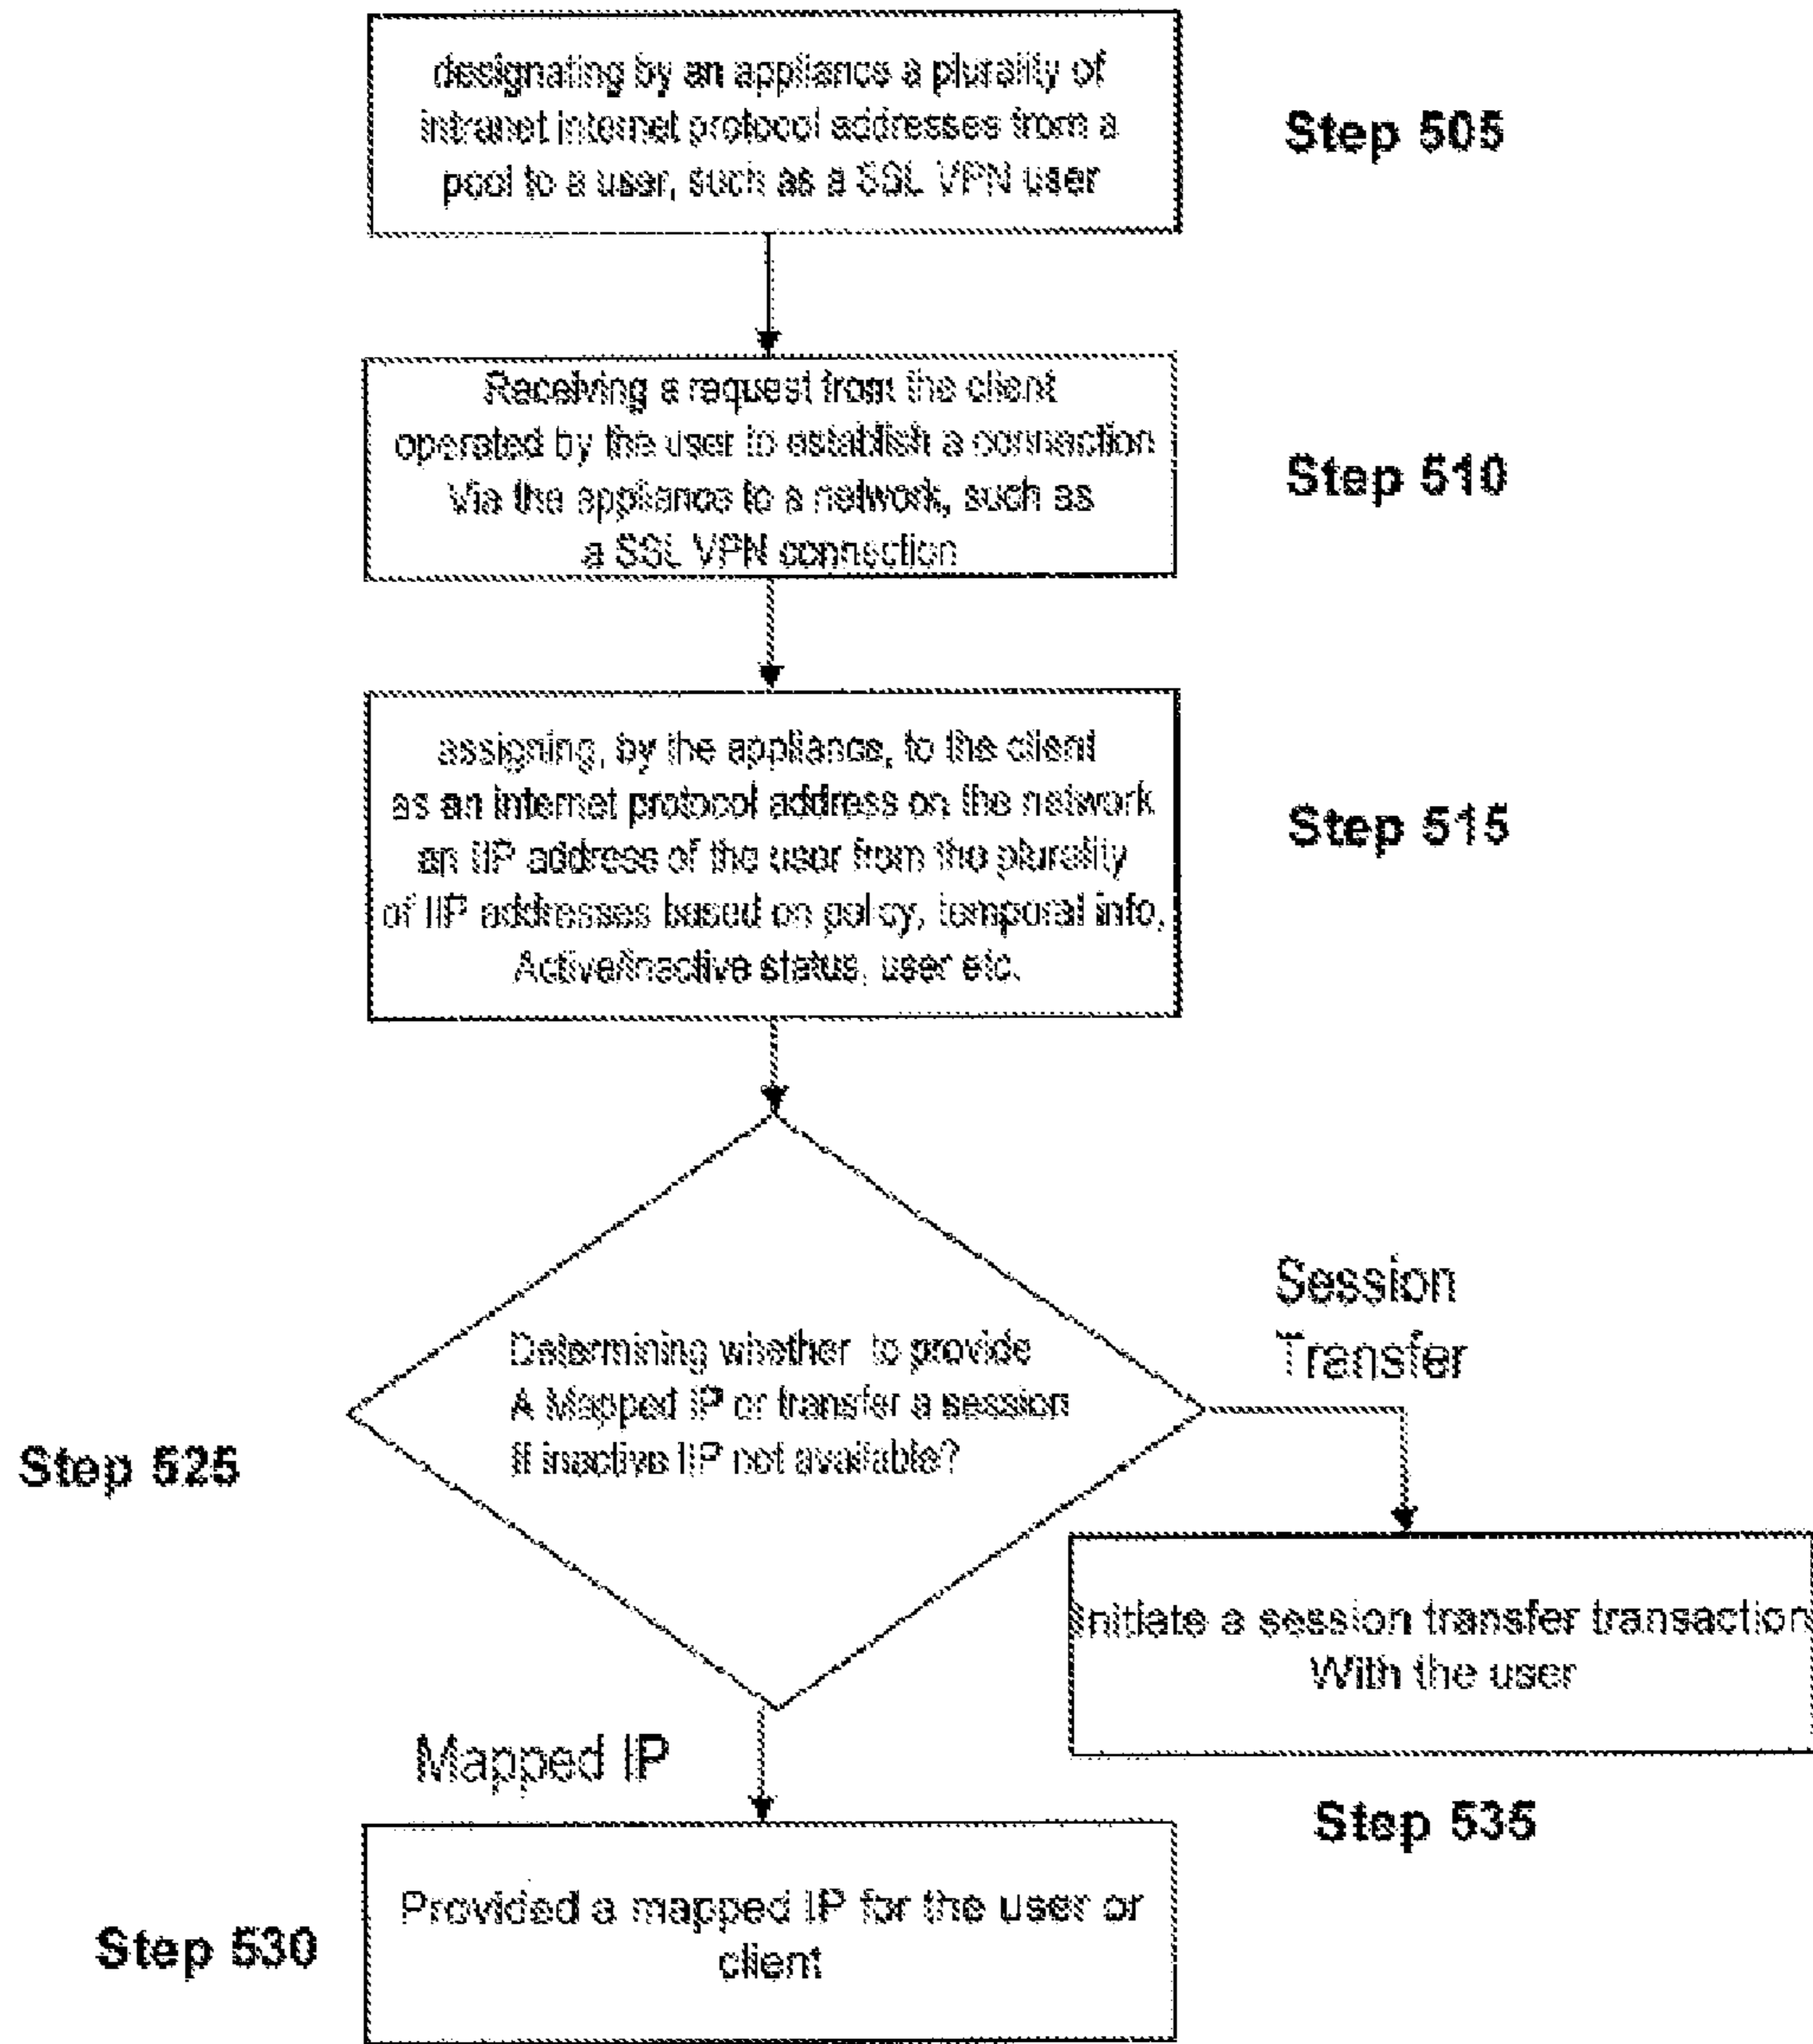 designating by an appliance a plurality of
intranet internet protocol addresses from a
pool to a user, such as a SSL VPN user
Step 505
Receiving a request from the client
operated by the user to establish a connection
Via the appliance to a network, such as
a SSL VPN connection
Step 510
assigning, by the appliance, to the client
as an internet protocol address on the network
an IIP address of the user from the plurality
of IIP addresses based on policy, temporal info,
Active/inactive status, user etc.
Step 515
Determining whether to provide
A Mapped IP or transfer a session
If inactive IIP not available?
Step 525
Session
Transfer
Initiate a session transfer transaction
With the user
Step 535
Mapped IP
Provided a mapped IP for the user or
client
Step 530